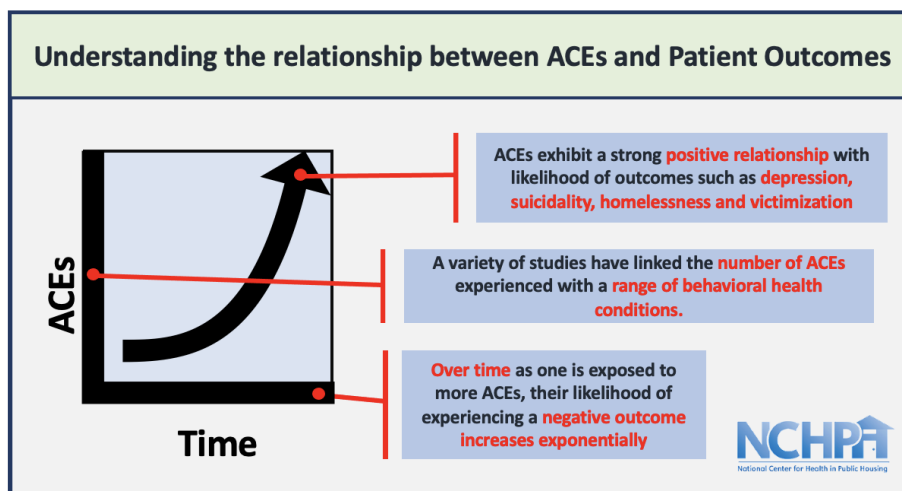 Understanding the relationship between ACEs and Patient Outcomes
ACEs exhibit a strong positive relationship with
likelihood of outcomes such as depression,
suicidality, homelessness and victimization
A variety of studies have linked the number of ACEs
experienced with a range of behavioral health
conditions.
Over time as one is exposed to
more ACEs, their likelihood of
experiencing a negative outcome
increases exponentially
ACEs
Time
NCHPH
National Center for Health in Public Housing